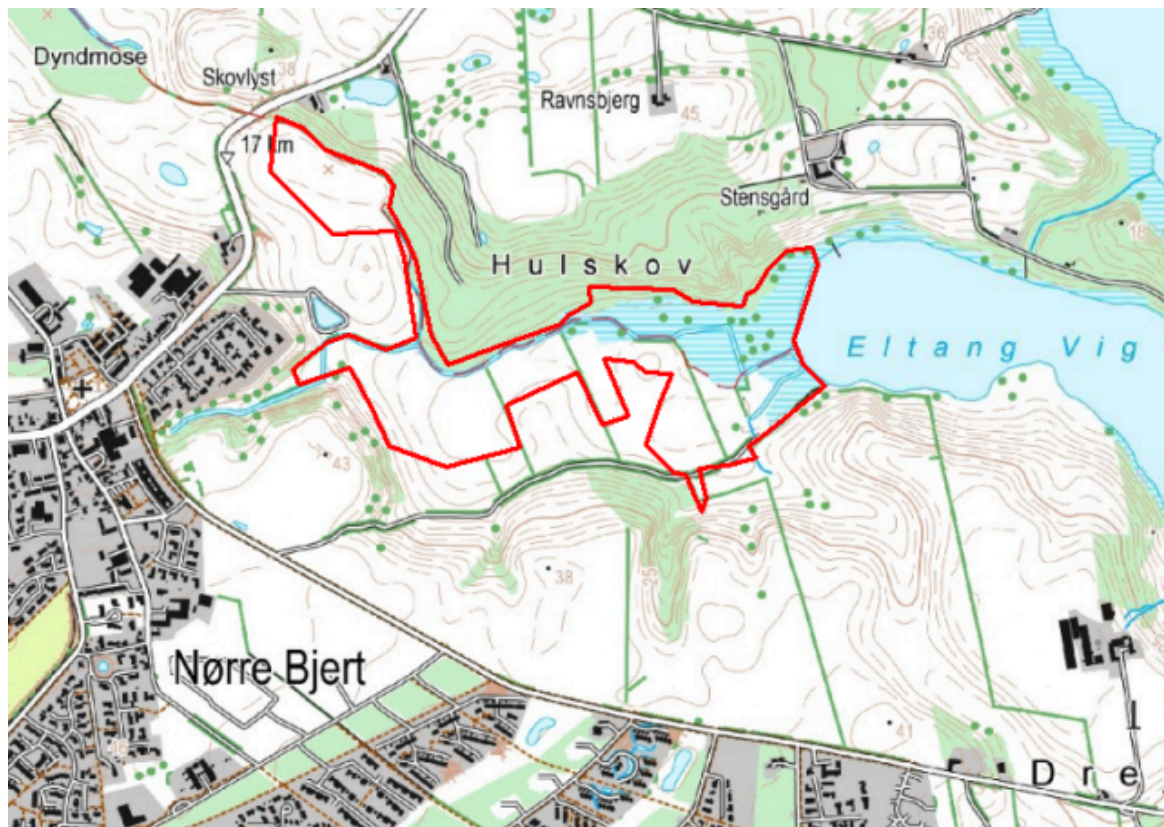 Dyndmose
Skovlyst
38
36
Ravnsbjerg
45
17 km
Stensgård
18
Hulskov
Eltang Vig
43
38
25
Nørre Bjert
46
41
Dre